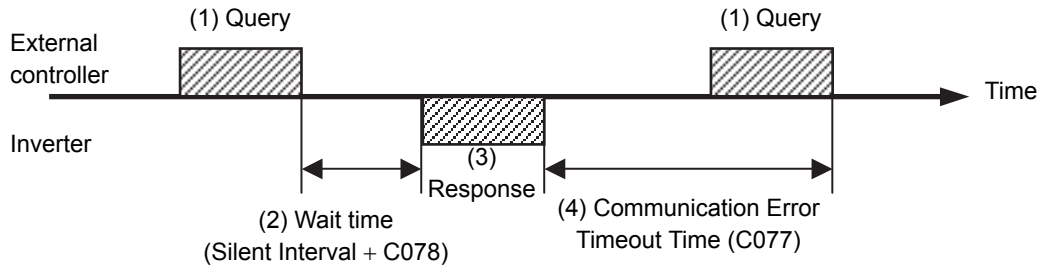 (1) Query
(1) Query
External
controller
Time
Inverter
(3)
Response
(2) Wait time
(Silent Interval + C078)
(4) Communication Error
Timeout Time (C077)